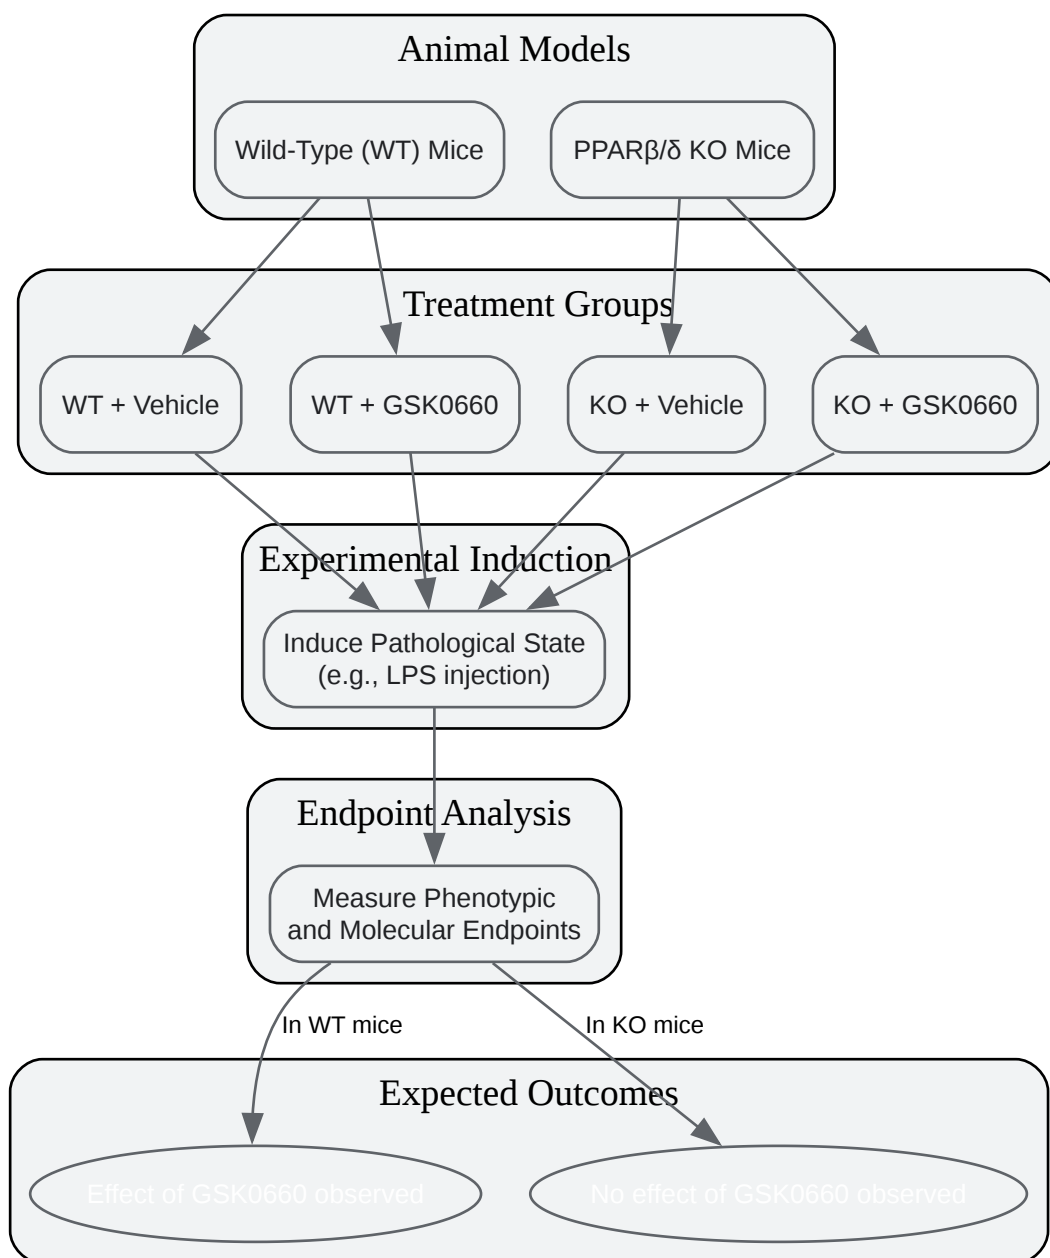 Animal Models
Wild-Type (WT) Mice
PPARβ/δ KO Mice
Treatment Groups
WT + Vehicle
WT + GSK0660
KO + Vehicle
KO + GSK0660
Experimental Induction
Induce Pathological State
(e.g., LPS injection)
Endpoint Analysis
Measure Phenotypic
and Molecular Endpoints
In WT mice
In KO mice
Expected Outcomes
Effect of GSK0660 observed
No effect of GSK0660 observed